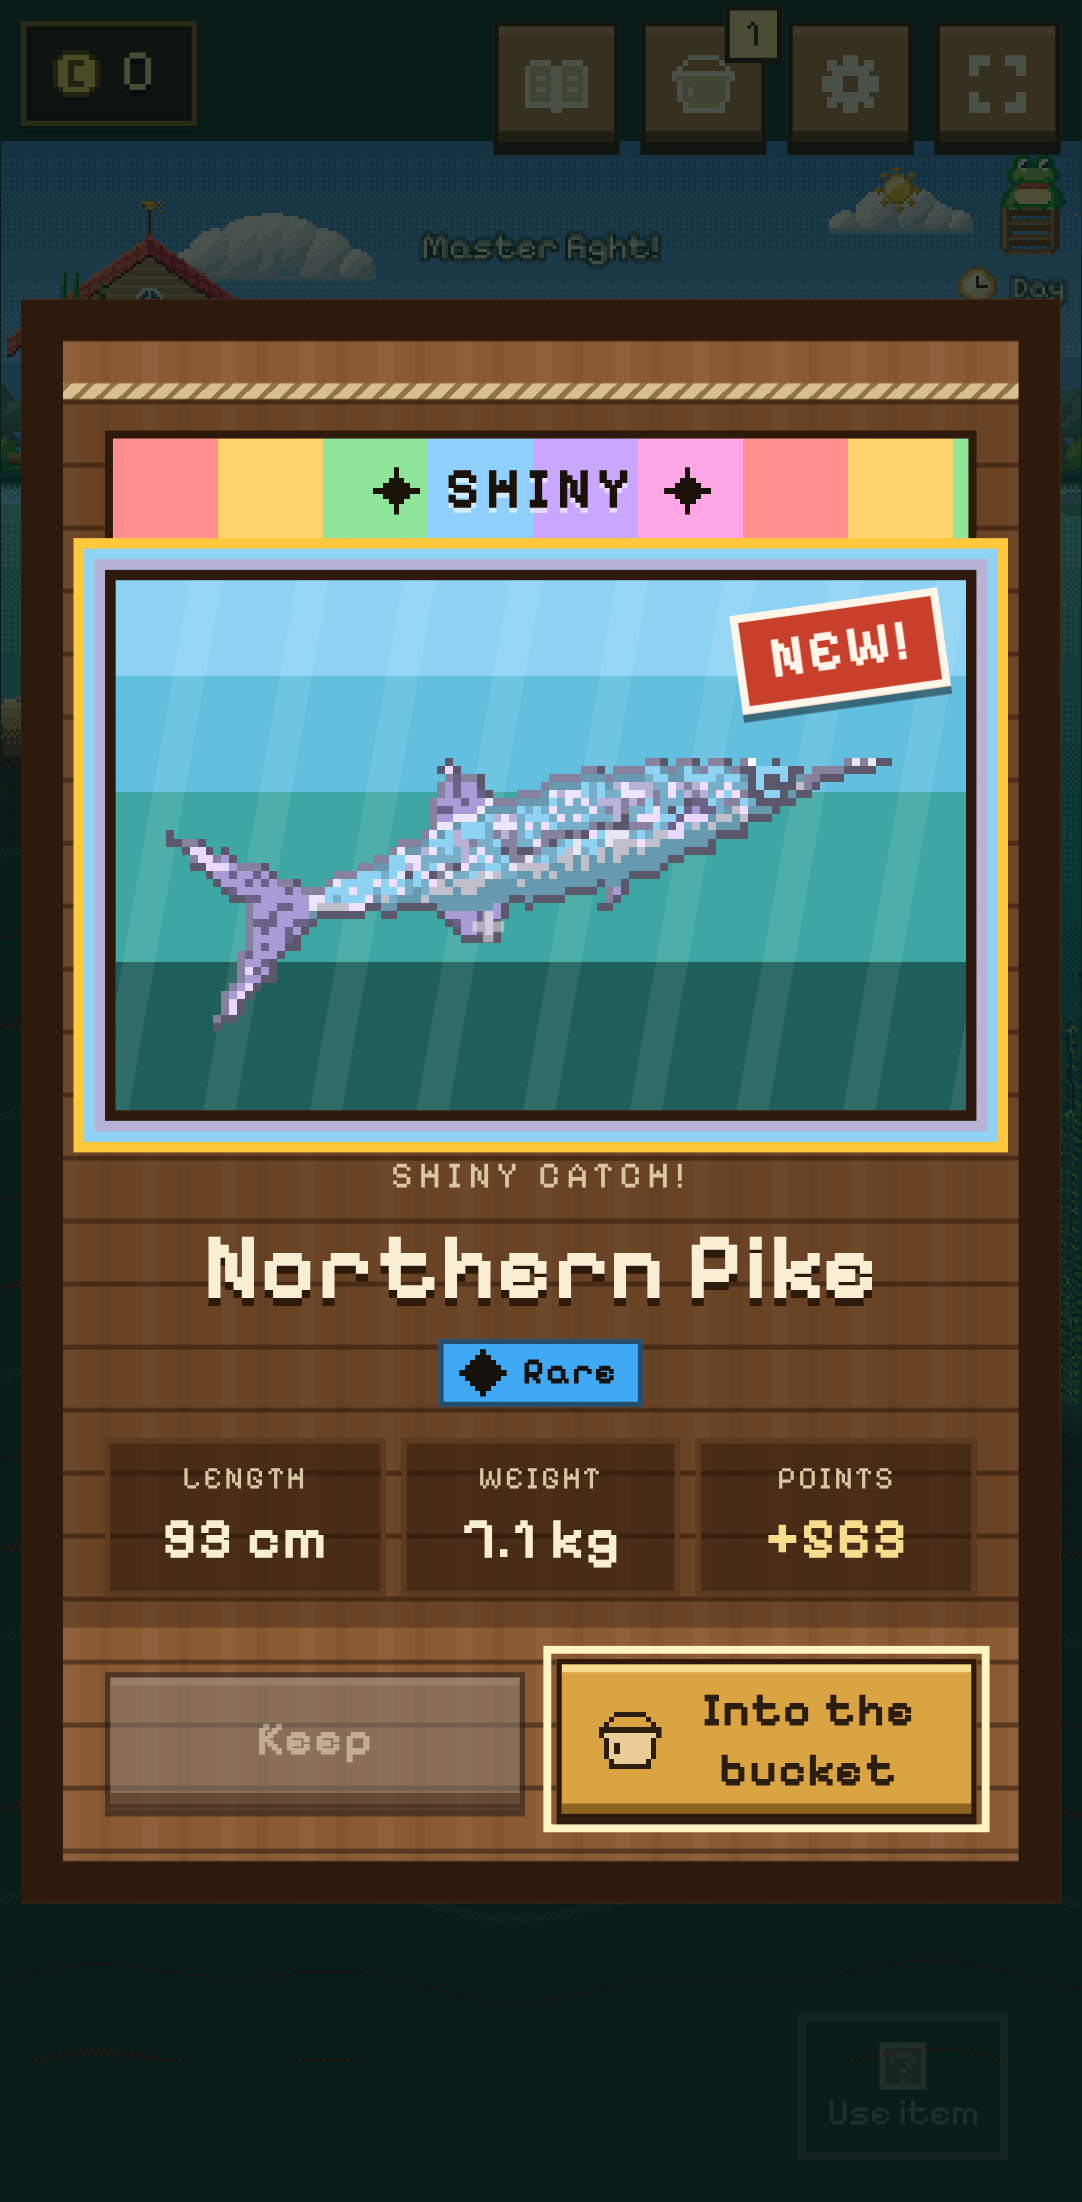 C 0
1
Master fight!
Day
SHINY
NEW!
SHINY CATCH!
Northern Pike
Rare
LENGTH
93 cm
WEIGHT
7.1 kg
POINTS
+863
Keep
Into the
bucket
?
Use item